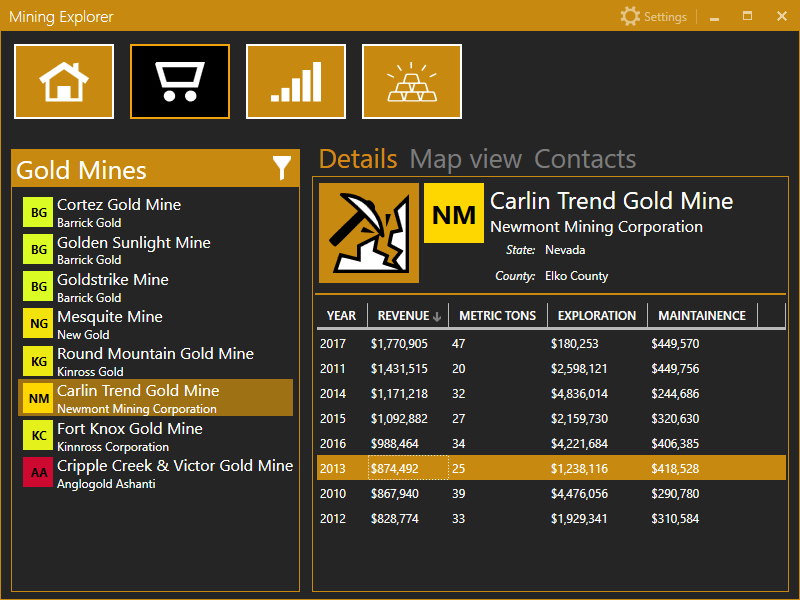 Mining Explorer
Settings
Gold Mines
BG Cortez Gold Mine
Barrick Gold
BG Golden Sunlight Mine
Barrick Gold
BG Goldstrike Mine
Barrick Gold
NG Mesquite Mine
New Gold
KG Round Mountain Gold Mine
Kinross Gold
NM Carlin Trend Gold Mine
Newmont Mining Corporation
KC Fort Knox Gold Mine
Kinnross Corporation
AA Cripple Creek & Victor Gold Mine
Anglogold Ashanti
Details Map view Contacts
NM Carlin Trend Gold Mine
Newmont Mining Corporation
State: Nevada
County: Elko County
YEAR REVENUE METRIC TONS EXPLORATION MAINTAINENCE
2017 $1,770,905 47 $180,253 $449,570
2011 $1,431,515 20 $2,598,121 $449,756
2014 $1,171,218 32 $4,836,014 $244,686
2015 $1,092,882 27 $2,159,730 $320,630
2016 $988,464 34 $4,221,684 $406,385
2013 $874,492 25 $1,238,116 $418,528
2010 $867,940 39 $4,476,056 $290,780
2012 $828,774 33 $1,929,341 $310,584